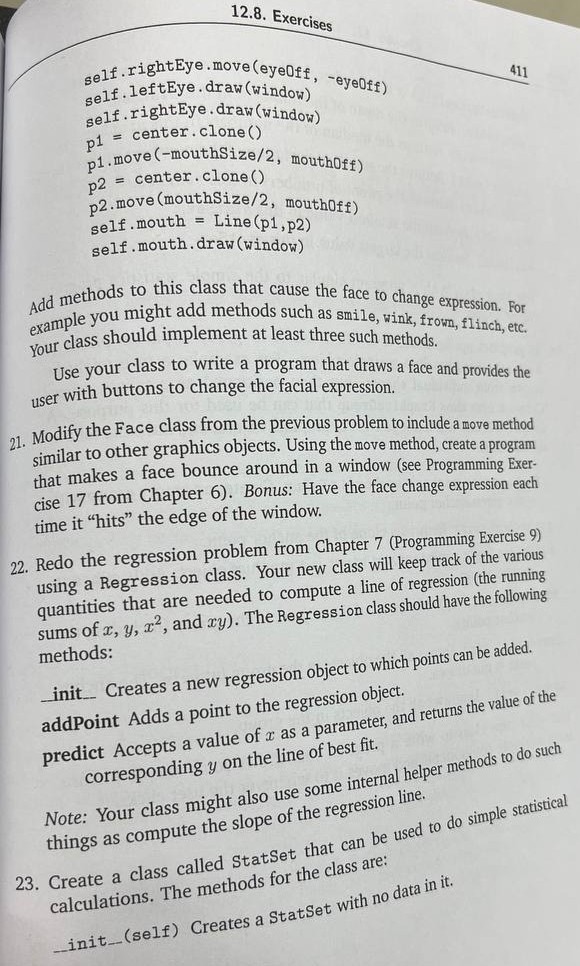 12.8. Exercises
411
self.rightEye.move(eyeOff, -eyeOff)
self.leftEye.draw(window)
self.rightEye.draw(window)
p1 = center.clone()
p1.move(-mouthSize/2, mouthOff)
p2 = center.clone()
p2.move(mouthSize/2, mouthOff)
self.mouth = Line(p1,p2)
self.mouth.draw(window)
Add methods to this class that cause the face to change expression. For
example you might add methods such as smile, wink, frown, flinch, etc.
Your class should implement at least three such methods.
Use your class to write a program that draws a face and provides the
user with buttons to change the facial expression.
21. Modify the Face class from the previous problem to include a move method
similar to other graphics objects. Using the move method, create a program
that makes a face bounce around in a window (see Programming Exer-
cise 17 from Chapter 6). Bonus: Have the face change expression each
time it “hits” the edge of the window.
22. Redo the regression problem from Chapter 7 (Programming Exercise 9)
using a Regression class. Your new class will keep track of the various
quantities that are needed to compute a line of regression (the running
sums of x, y, x², and xy). The Regression class should have the following
methods:
__init__ Creates a new regression object to which points can be added.
addPoint Adds a point to the regression object.
predict Accepts a value of x as a parameter, and returns the value of the
corresponding y on the line of best fit.
Note: Your class might also use some internal helper methods to do such
things as compute the slope of the regression line.
23. Create a class called StatSet that can be used to do simple statistical
calculations. The methods for the class are:
__init__(self) Creates a StatSet with no data in it.